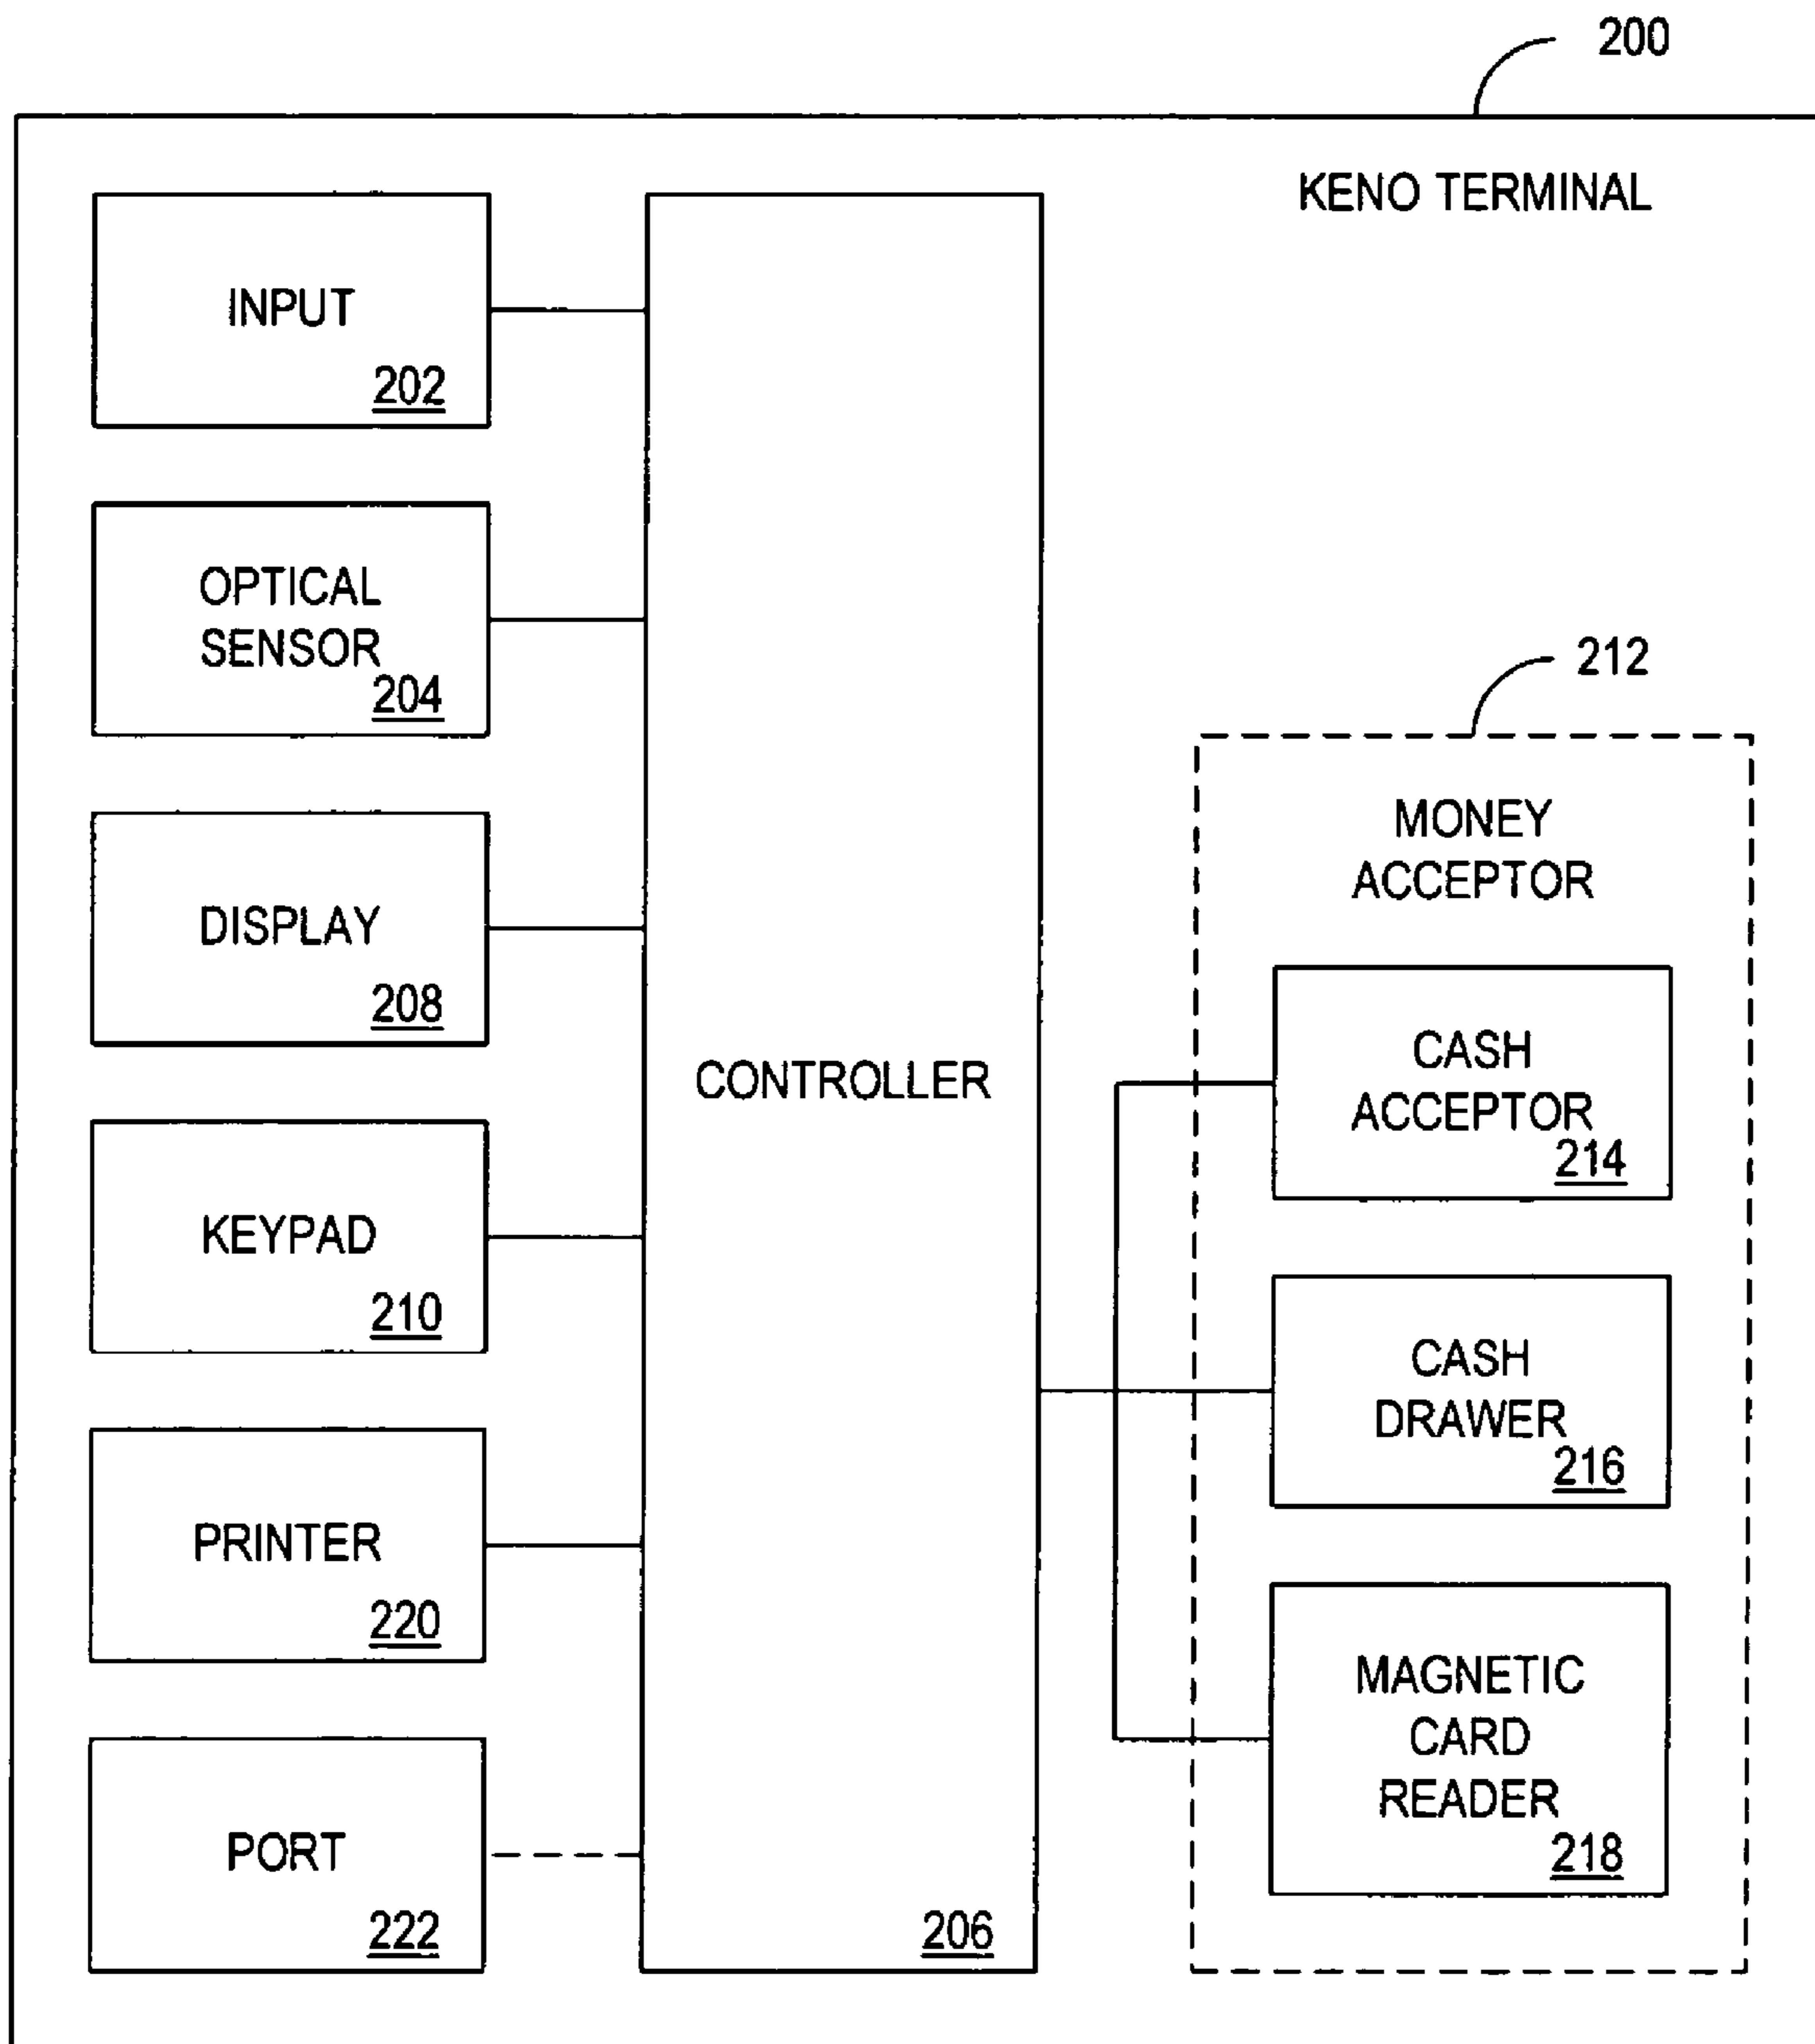 200
KENO TERMINAL
INPUT
202
OPTICAL
SENSOR
204
DISPLAY
208
KEYPAD
210
PRINTER
220
PORT
222
CONTROLLER
206
212
MONEY
ACCEPTOR
CASH
ACCEPTOR
214
CASH
DRAWER
216
MAGNETIC
CARD
READER
218